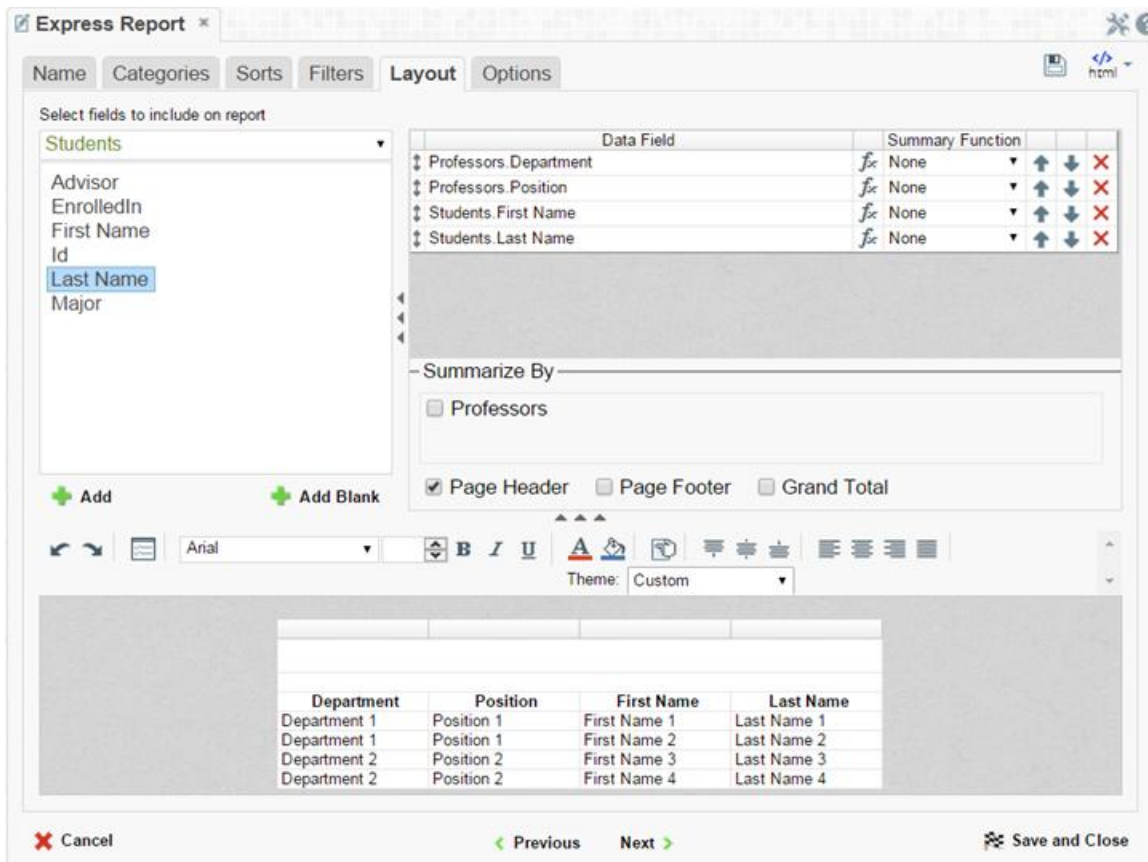 Express Report ×
Name Categories Sorts Filters Layout Options
</> html
Select fields to include on report
Students
Advisor
EnrolledIn
First Name
Id
Last Name
Major
Add Add Blank
Data Field Summary Function
Professors.Department fx None
Professors.Position fx None
Students.First Name fx None
Students.Last Name fx None
Summarize By
Professors
Page Header Page Footer Grand Total
Arial B I U A
Theme: Custom
Department Position First Name Last Name
Department 1 Position 1 First Name 1 Last Name 1
Department 1 Position 1 First Name 2 Last Name 2
Department 2 Position 2 First Name 3 Last Name 3
Department 2 Position 2 First Name 4 Last Name 4
Cancel < Previous Next > Save and Close